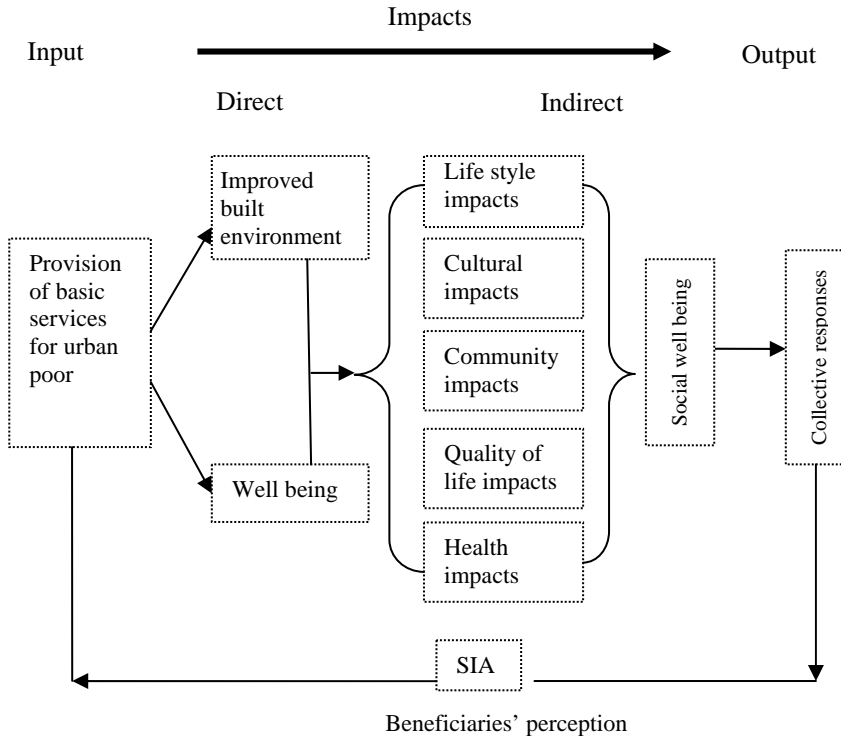 Impacts
Input
Output
Direct
Indirect
Improved
built
environment
Provision
of basic
services
for urban
poor
Well being
Life style
impacts
Cultural
impacts
Community
impacts
Quality of
life impacts
Health
impacts
Social well being
Collective responses
SIA
Beneficiaries’ perception